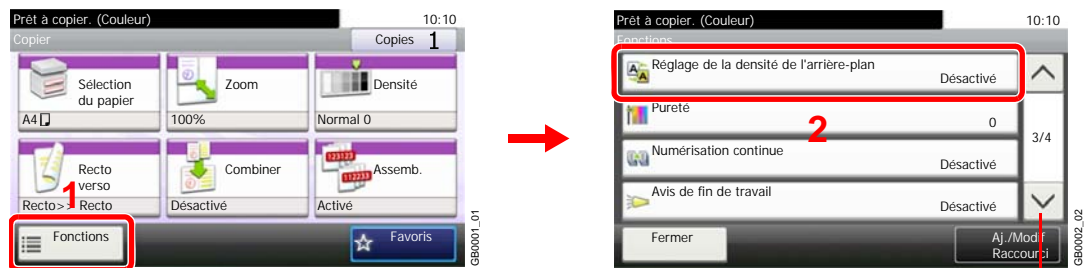 Prêt à copier. (Couleur) 10:10
Copier Copies 1
Sélection
du papier
A4
Zoom
100%
Densité
Normal 0
Recto
verso
Recto>> Recto
Combiner
Désactivé
123123
112233
Assemb.
Activé
1
Fonctions
Favoris
GB0001_01
Prêt à copier. (Couleur) 10:10
Fonctions
Réglage de la densité de l'arrière-plan
Désactivé
Pureté
0
2
3/4
Numérisation continue
Désactivé
Avis de fin de travail
Désactivé
Fermer
Aj./Modif
Raccourci
GB0002_02